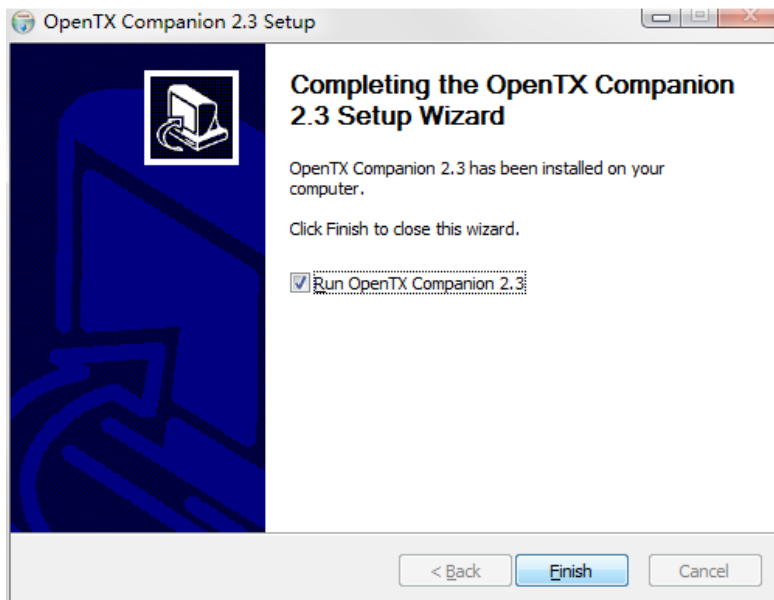 OpenTX Companion 2.3 Setup
Completing the OpenTX Companion
2.3 Setup Wizard
OpenTX Companion 2.3 has been installed on your
computer.
Click Finish to close this wizard.
Run OpenTX Companion 2.3
< Back
Finish
Cancel